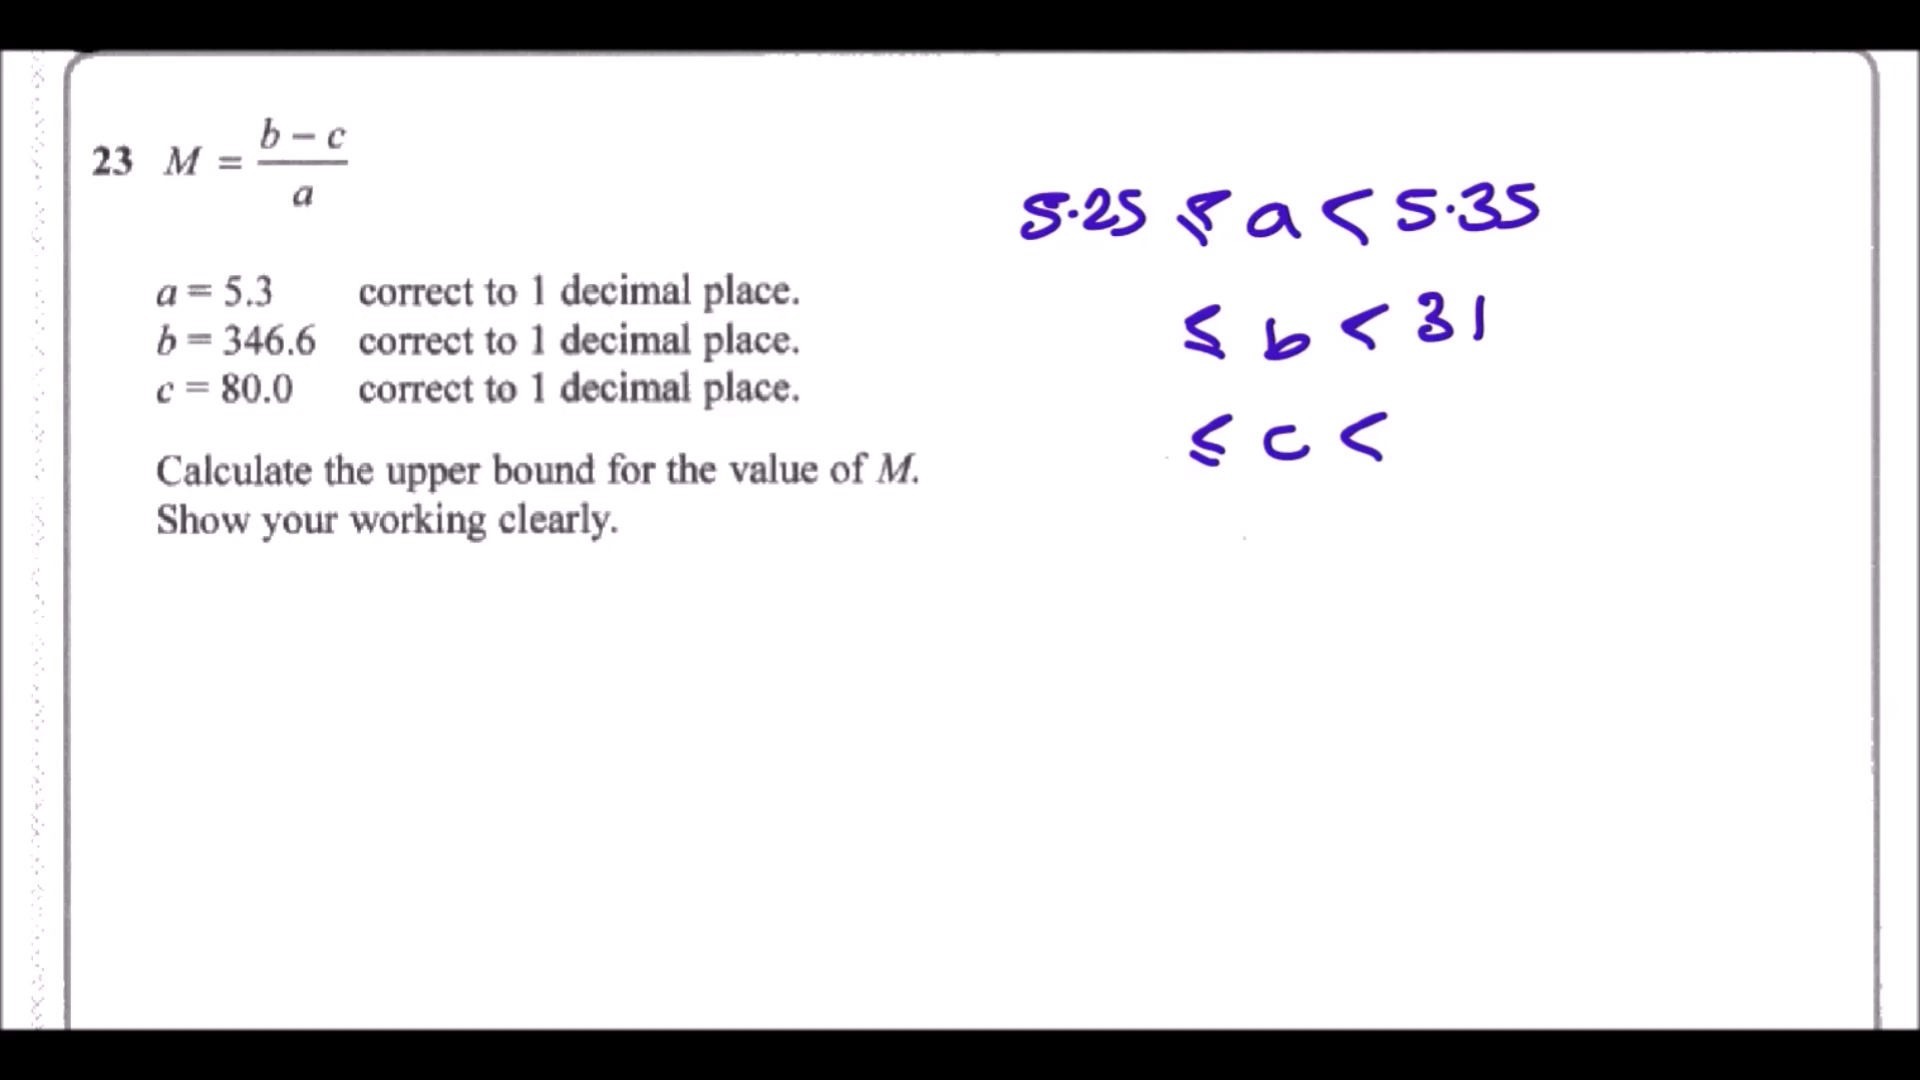 23 M = (b − c) / a
5.25 ≤ a < 5.35
a = 5.3 correct to 1 decimal place.
≤ b < 31
b = 346.6 correct to 1 decimal place.
c = 80.0 correct to 1 decimal place.
≤ c <
Calculate the upper bound for the value of M.
Show your working clearly.